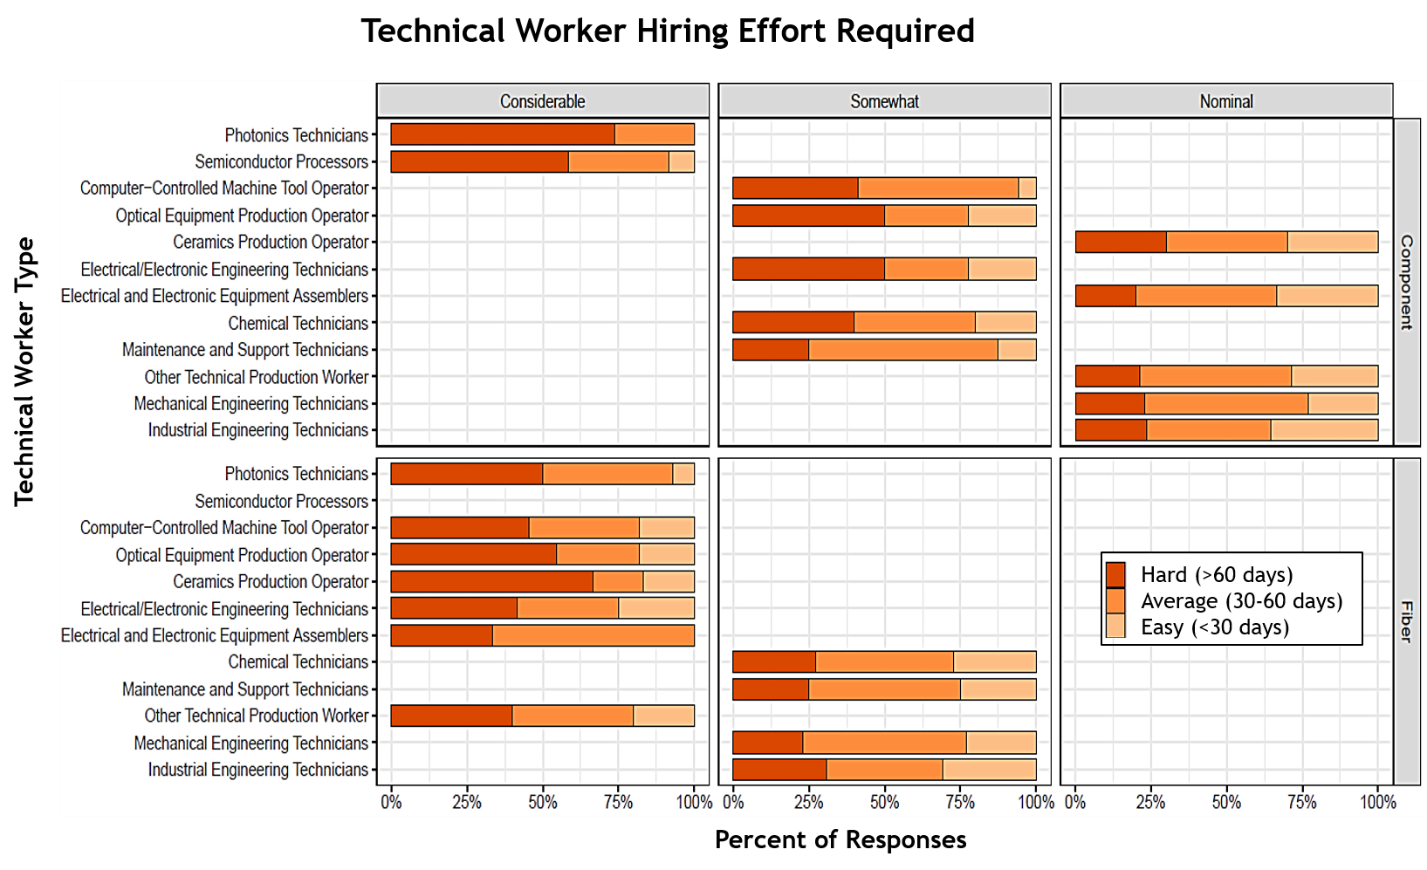 Technical Worker Hiring Effort Required
Considerable
Somewhat
Nominal
Technical Worker Type
Photonics Technicians
Semiconductor Processors
Computer−Controlled Machine Tool Operator
Optical Equipment Production Operator
Ceramics Production Operator
Electrical/Electronic Engineering Technicians
Electrical and Electronic Equipment Assemblers
Chemical Technicians
Maintenance and Support Technicians
Other Technical Production Worker
Mechanical Engineering Technicians
Industrial Engineering Technicians
Component
Photonics Technicians
Semiconductor Processors
Computer−Controlled Machine Tool Operator
Optical Equipment Production Operator
Ceramics Production Operator
Electrical/Electronic Engineering Technicians
Electrical and Electronic Equipment Assemblers
Chemical Technicians
Maintenance and Support Technicians
Other Technical Production Worker
Mechanical Engineering Technicians
Industrial Engineering Technicians
Fiber
Hard (>60 days)
Average (30-60 days)
Easy (<30 days)
0% 25% 50% 75% 100% 0% 25% 50% 75% 100% 0% 25% 50% 75% 100%
Percent of Responses